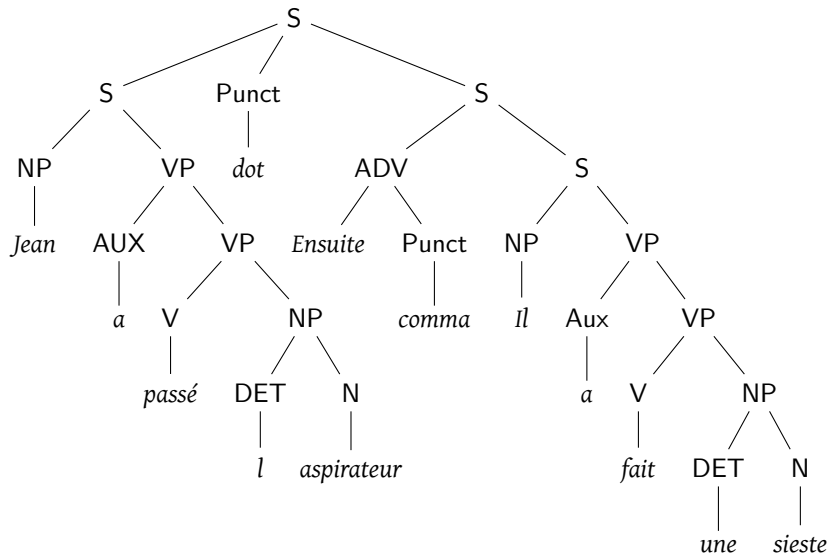 S
S Punct S
NP VP dot ADV S
Jean AUX VP Ensuite Punct NP VP
a V NP comma Il Aux VP
passé DET N a V NP
l aspirateur fait DET N
une sieste